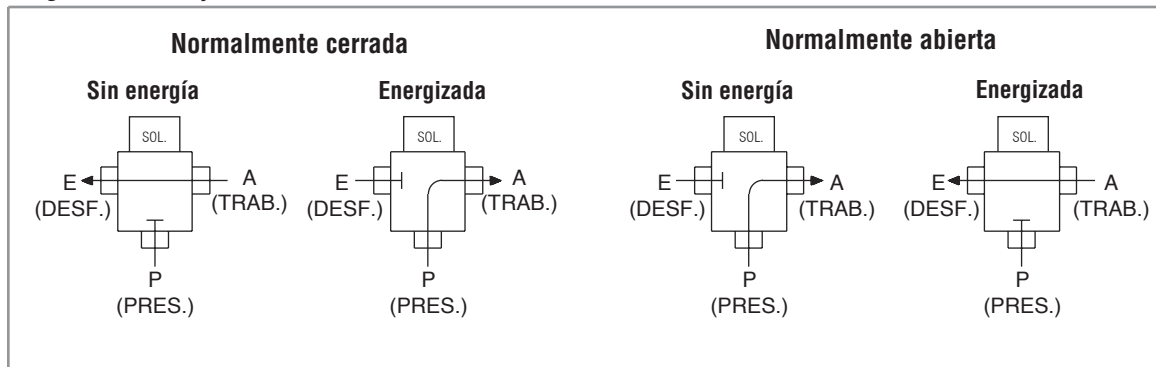 Normalmente cerrada
Sin energía
SOL.
E
(DESF.)
A
(TRAB.)
P
(PRES.)
Energizada
SOL.
E
(DESF.)
A
(TRAB.)
P
(PRES.)
Normalmente abierta
Sin energía
SOL.
E
(DESF.)
A
(TRAB.)
P
(PRES.)
Energizada
SOL.
E
(DESF.)
A
(TRAB.)
P
(PRES.)